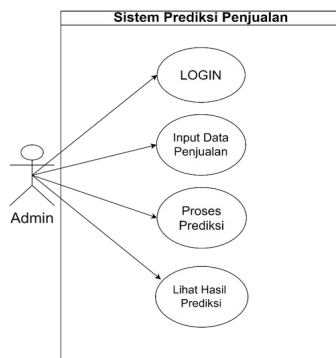 Sistem Prediksi Penjualan
LOGIN
Input Data
Penjualan
Admin
Proses
Prediksi
Lihat Hasil
Prediksi